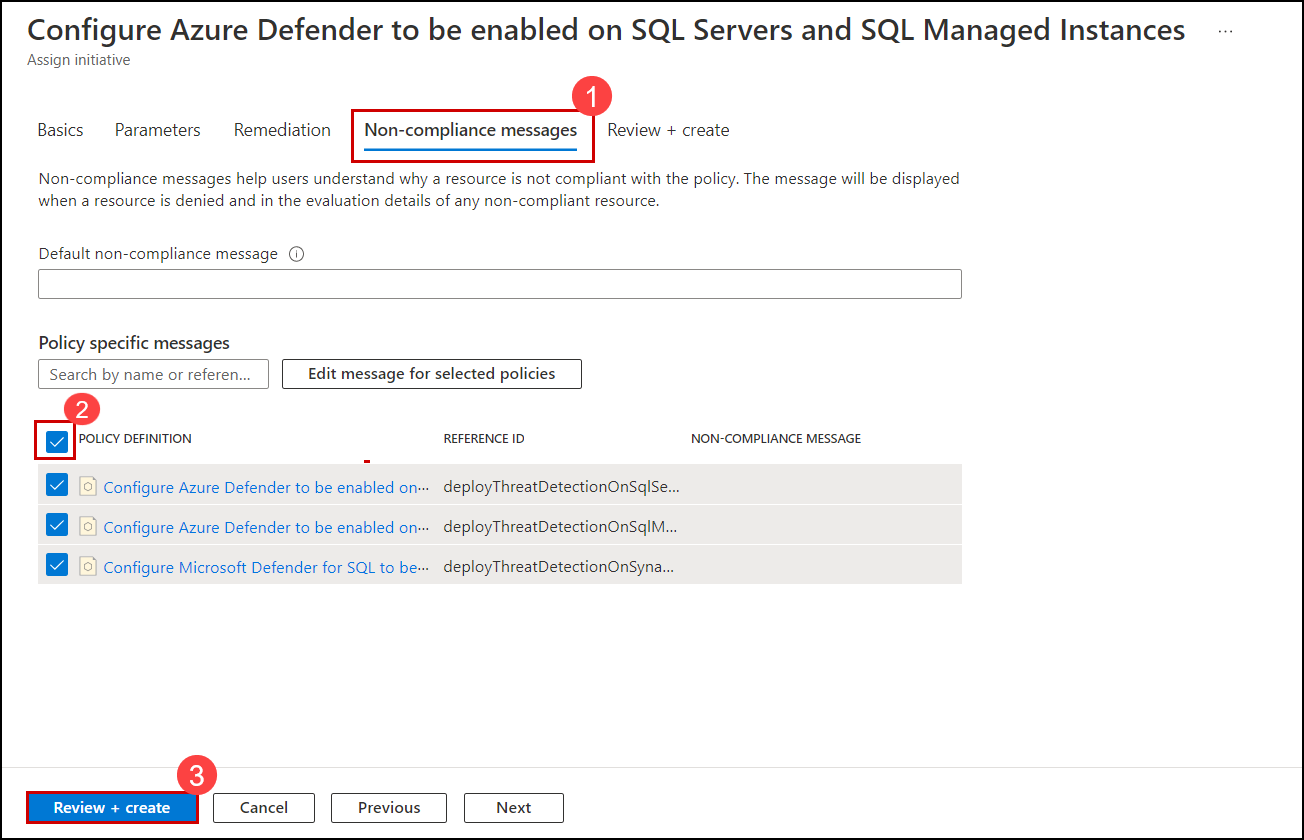 Configure Azure Defender to be enabled on SQL Servers and SQL Managed Instances ...
Assign initiative
1
Basics Parameters Remediation Non-compliance messages Review + create
Non-compliance messages help users understand why a resource is not compliant with the policy. The message will be displayed
when a resource is denied and in the evaluation details of any non-compliant resource.
Default non-compliance message
Policy specific messages
Search by name or referen... Edit message for selected policies
2
POLICY DEFINITION REFERENCE ID NON-COMPLIANCE MESSAGE
Configure Azure Defender to be enabled on... deployThreatDetectionOnSqlSe...
Configure Azure Defender to be enabled on... deployThreatDetectionOnSqlM...
Configure Microsoft Defender for SQL to be... deployThreatDetectionOnSyna...
3
Review + create Cancel Previous Next